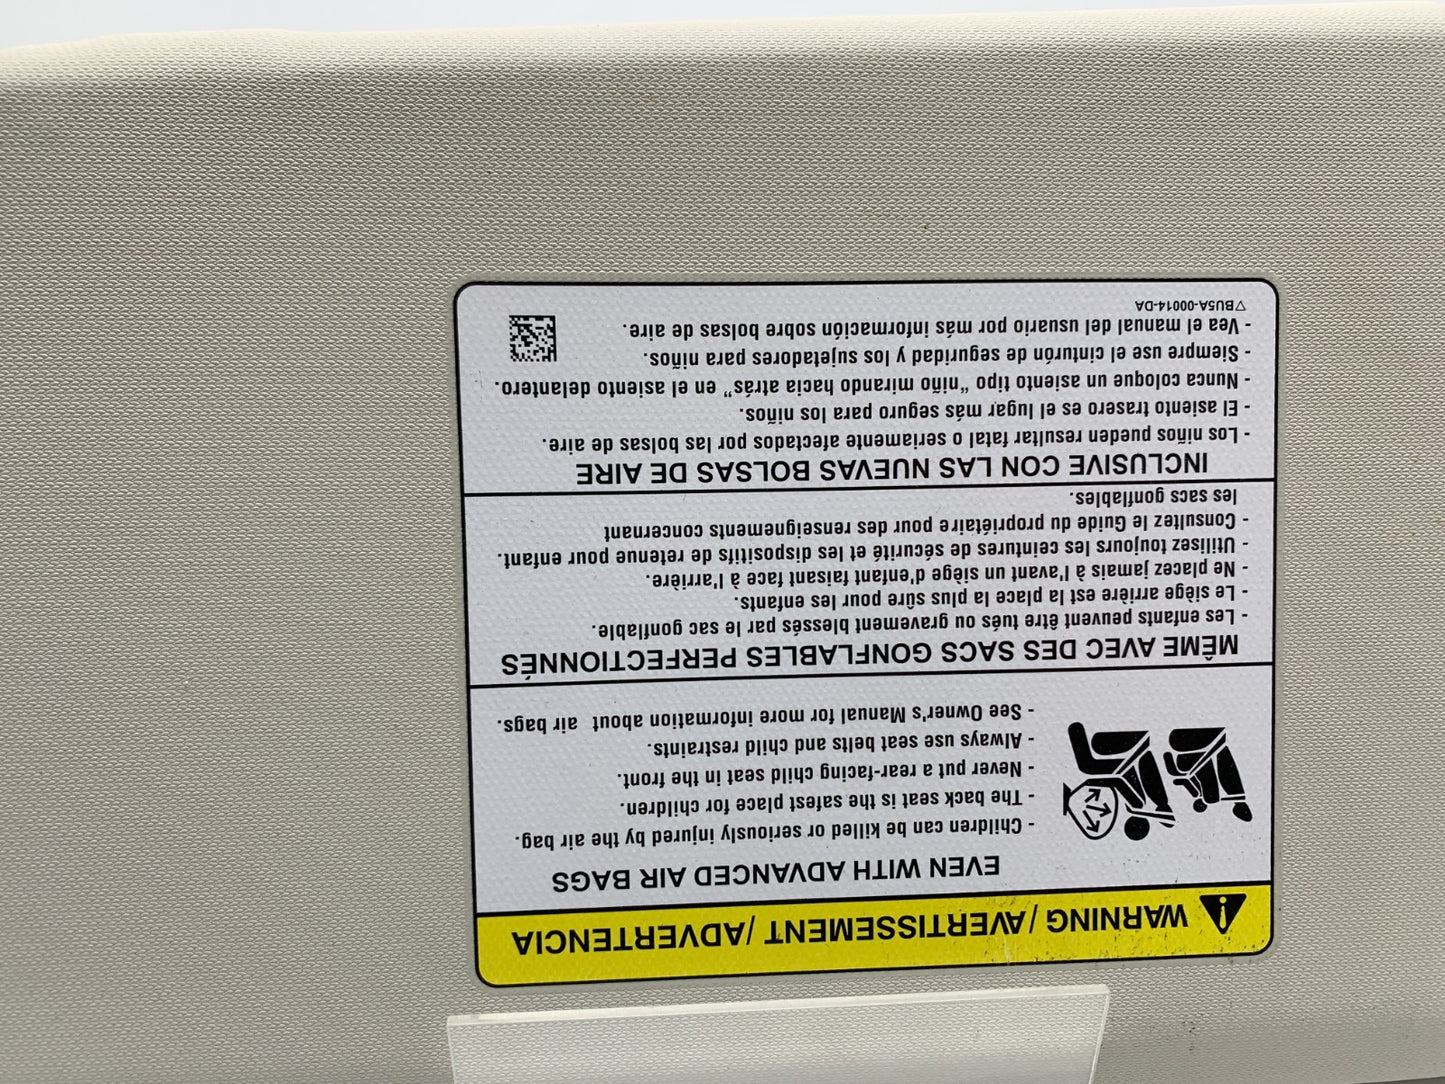 WARNING / AVERTISSEMENT / ADVERTENCIA
EVEN WITH ADVANCED AIR BAGS
- Children can be killed or seriously injured by the air bag.
- The back seat is the safest place for children.
- Never put a rear-facing child seat in the front.
- Always use seat belts and child restraints.
- See Owner's Manual for more information about air bags.
MÊME AVEC DES SACS GONFLABLES PERFECTIONNÉS
- Les enfants peuvent être tués ou gravement blessés par le sac gonflable.
- Le siège arrière est la place la plus sûre pour les enfants.
- Ne placez jamais à l'avant un siège d'enfant faisant face à l'arrière.
- Utilisez toujours les ceintures de sécurité et les dispositifs de retenue pour enfant.
- Consultez le Guide du propriétaire pour des renseignements concernant
les sacs gonflables.
INCLUSIVE CON LAS NUEVAS BOLSAS DE AIRE
- Los niños pueden resultar fatal o seriamente afectados por las bolsas de aire.
- El asiento trasero es el lugar más seguro para los niños.
- Nunca coloque un asiento tipo "niño mirando hacia atrás" en el asiento delantero.
- Siempre use el cinturón de seguridad y los sujetadores para niños.
- Vea el manual del usuario por más información sobre bolsas de aire.
▽BU5A-00014-DA